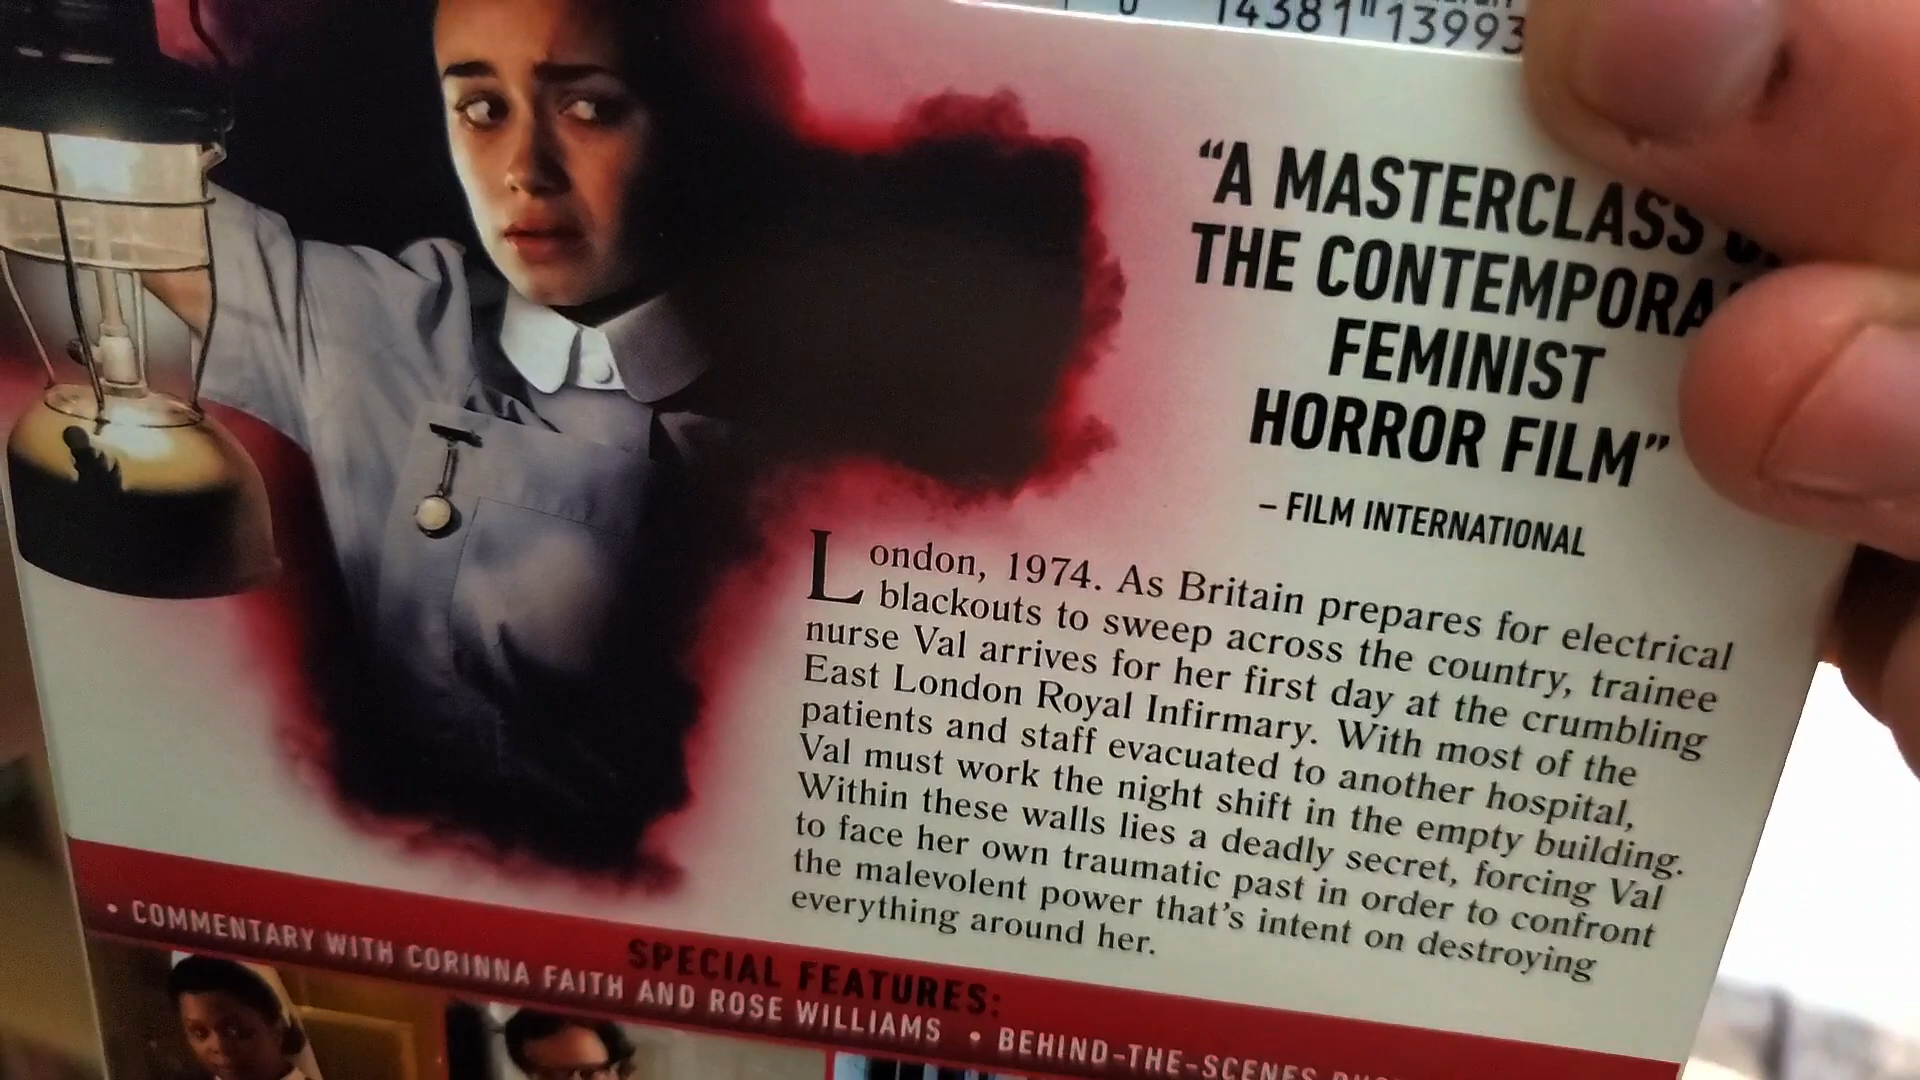 14381 13993
“A MASTERCLASS
THE CONTEMPORA
FEMINIST
HORROR FILM”
– FILM INTERNATIONAL
London, 1974. As Britain prepares for electrical
blackouts to sweep across the country, trainee
nurse Val arrives for her first day at the crumbling
East London Royal Infirmary. With most of the
patients and staff evacuated to another hospital,
Val must work the night shift in the empty building.
Within these walls lies a deadly secret, forcing Val
to face her own traumatic past in order to confront
the malevolent power that’s intent on destroying
everything around her.
SPECIAL FEATURES:
• COMMENTARY WITH CORINNA FAITH AND ROSE WILLIAMS • BEHIND-THE-SCENES